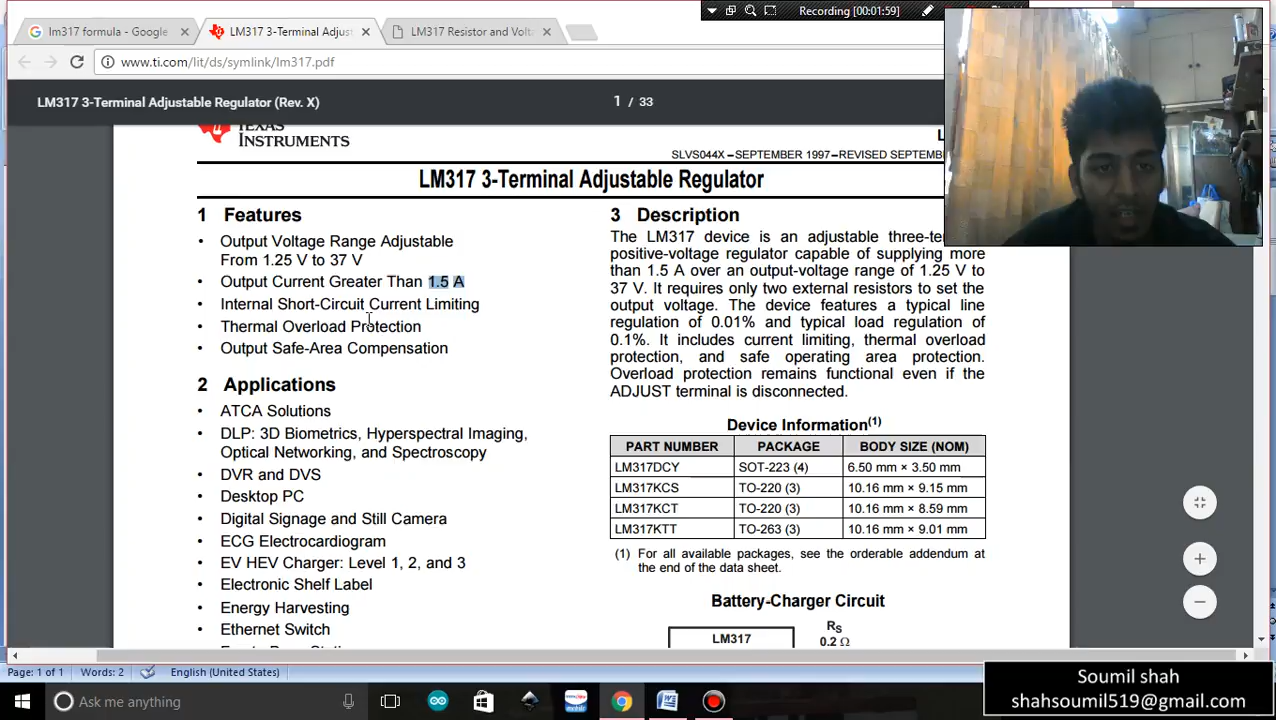 Recording [00:01:59]
lm317 formula - Google
LM317 3-Terminal Adjust
LM317 Resistor and Volt
www.ti.com/lit/ds/symlink/lm317.pdf
LM317 3-Terminal Adjustable Regulator (Rev. X)
1 / 33
TEXAS
INSTRUMENTS
SLVS044X – SEPTEMBER 1997 – REVISED SEPTEMB
LM317 3-Terminal Adjustable Regulator
1 Features
• Output Voltage Range Adjustable
From 1.25 V to 37 V
• Output Current Greater Than 1.5 A
• Internal Short-Circuit Current Limiting
• Thermal Overload Protection
• Output Safe-Area Compensation
2 Applications
• ATCA Solutions
• DLP: 3D Biometrics, Hyperspectral Imaging,
Optical Networking, and Spectroscopy
• DVR and DVS
• Desktop PC
• Digital Signage and Still Camera
• ECG Electrocardiogram
• EV HEV Charger: Level 1, 2, and 3
• Electronic Shelf Label
• Energy Harvesting
• Ethernet Switch
3 Description
The LM317 device is an adjustable three-te
positive-voltage regulator capable of supplying more
than 1.5 A over an output-voltage range of 1.25 V to
37 V. It requires only two external resistors to set the
output voltage. The device features a typical line
regulation of 0.01% and typical load regulation of
0.1%. It includes current limiting, thermal overload
protection, and safe operating area protection.
Overload protection remains functional even if the
ADJUST terminal is disconnected.
Device Information(1)
PART NUMBER PACKAGE BODY SIZE (NOM)
LM317DCY SOT-223 (4) 6.50 mm × 3.50 mm
LM317KCS TO-220 (3) 10.16 mm × 9.15 mm
LM317KCT TO-220 (3) 10.16 mm × 8.59 mm
LM317KTT TO-263 (3) 10.16 mm × 9.01 mm
(1) For all available packages, see the orderable addendum at
the end of the data sheet.
Battery-Charger Circuit
LM317
RS
0.2 Ω
Page: 1 of 1 Words: 2 English (United States)
Ask me anything
Soumil shah
shahsoumil519@gmail.com